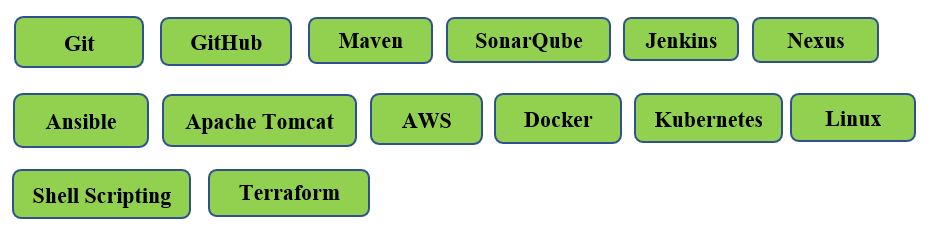 Git GitHub Maven SonarQube Jenkins Nexus
Ansible Apache Tomcat AWS Docker Kubernetes Linux
Shell Scripting Terraform